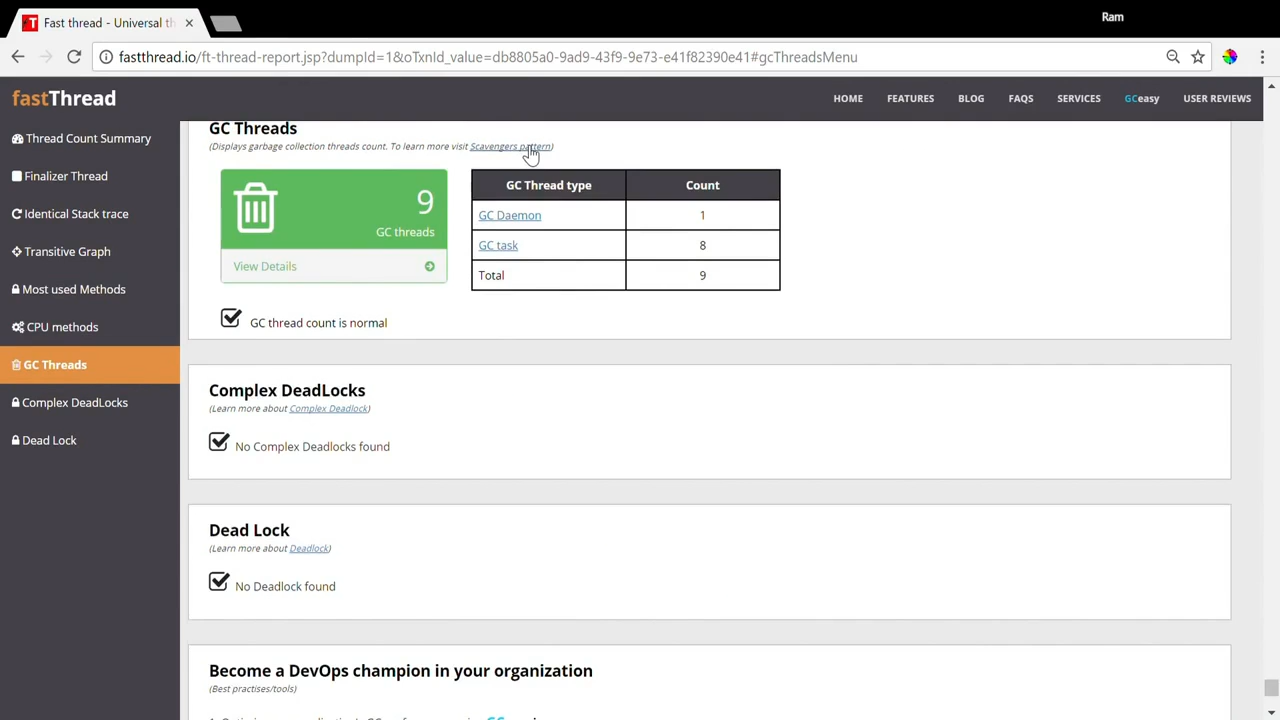 Fast thread - Universal th
Ram
fastthread.io/ft-thread-report.jsp?dumpId=1&oTxnId_value=db8805a0-9ad9-43f9-9e73-e41f82390e41#gcThreadsMenu
fastThread
HOME FEATURES BLOG FAQS SERVICES GCeasy USER REVIEWS
Thread Count Summary
Finalizer Thread
Identical Stack trace
Transitive Graph
Most used Methods
CPU methods
GC Threads
Complex DeadLocks
Dead Lock
GC Threads
(Displays garbage collection threads count. To learn more visit Scavengers pattern)
9
GC threads
View Details
GC Thread type Count
GC Daemon 1
GC task 8
Total 9
GC thread count is normal
Complex DeadLocks
(Learn more about Complex Deadlock)
No Complex Deadlocks found
Dead Lock
(Learn more about Deadlock)
No Deadlock found
Become a DevOps champion in your organization
(Best practises/tools)